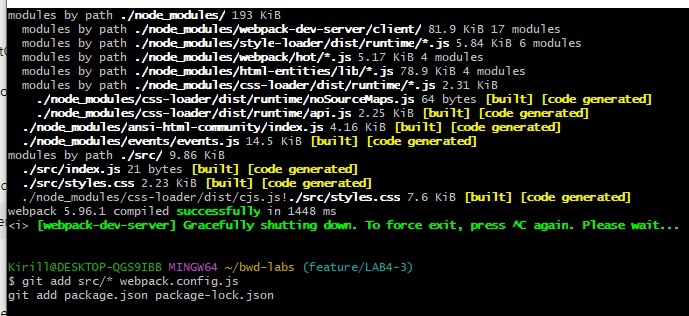 modules by path ./node_modules/ 193 KiB
modules by path ./node_modules/webpack-dev-server/client/ 81.9 KiB 17 modules
modules by path ./node_modules/style-loader/dist/runtime/*.js 5.84 KiB 6 modules
modules by path ./node_modules/webpack/hot/*.js 5.17 KiB 4 modules
modules by path ./node_modules/html-entities/lib/*.js 78.9 KiB 4 modules
modules by path ./node_modules/css-loader/dist/runtime/*.js 2.31 KiB
./node_modules/css-loader/dist/runtime/noSourceMaps.js 64 bytes [built] [code generated]
./node_modules/css-loader/dist/runtime/api.js 2.25 KiB [built] [code generated]
./node_modules/ansi-html-community/index.js 4.16 KiB [built] [code generated]
./node_modules/events/events.js 14.5 KiB [built] [code generated]
modules by path ./src/ 9.86 KiB
./src/index.js 21 bytes [built] [code generated]
./src/styles.css 2.23 KiB [built] [code generated]
./node_modules/css-loader/dist/cjs.js!./src/styles.css 7.6 KiB [built] [code generated]
webpack 5.96.1 compiled successfully in 1448 ms
<i> [webpack-dev-server] Gracefully shutting down. To force exit, press ^C again. Please wait...
Kirill@DESKTOP-QGS9IBB MINGW64 ~/bwd-labs (feature/LAB4-3)
$ git add src/* webpack.config.js
git add package.json package-lock.json